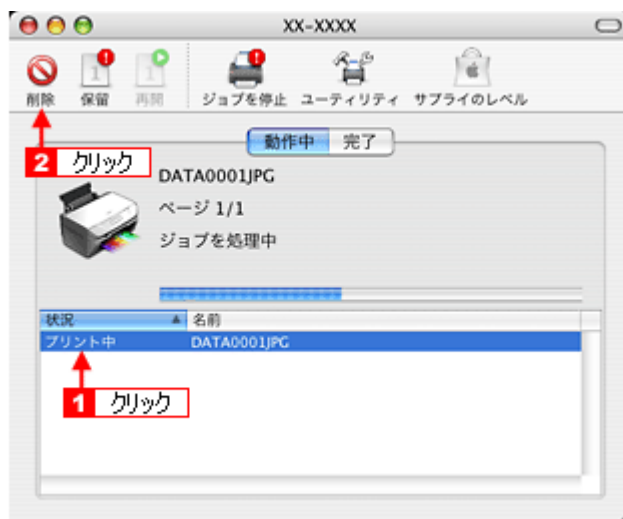 XX-XXXX
削除 保留 再開 ジョブを停止 ユーティリティ サプライのレベル
動作中 完了
2 クリック
DATA0001JPG
ページ 1/1
ジョブを処理中
状況 名前
プリント中 DATA0001JPG
1 クリック